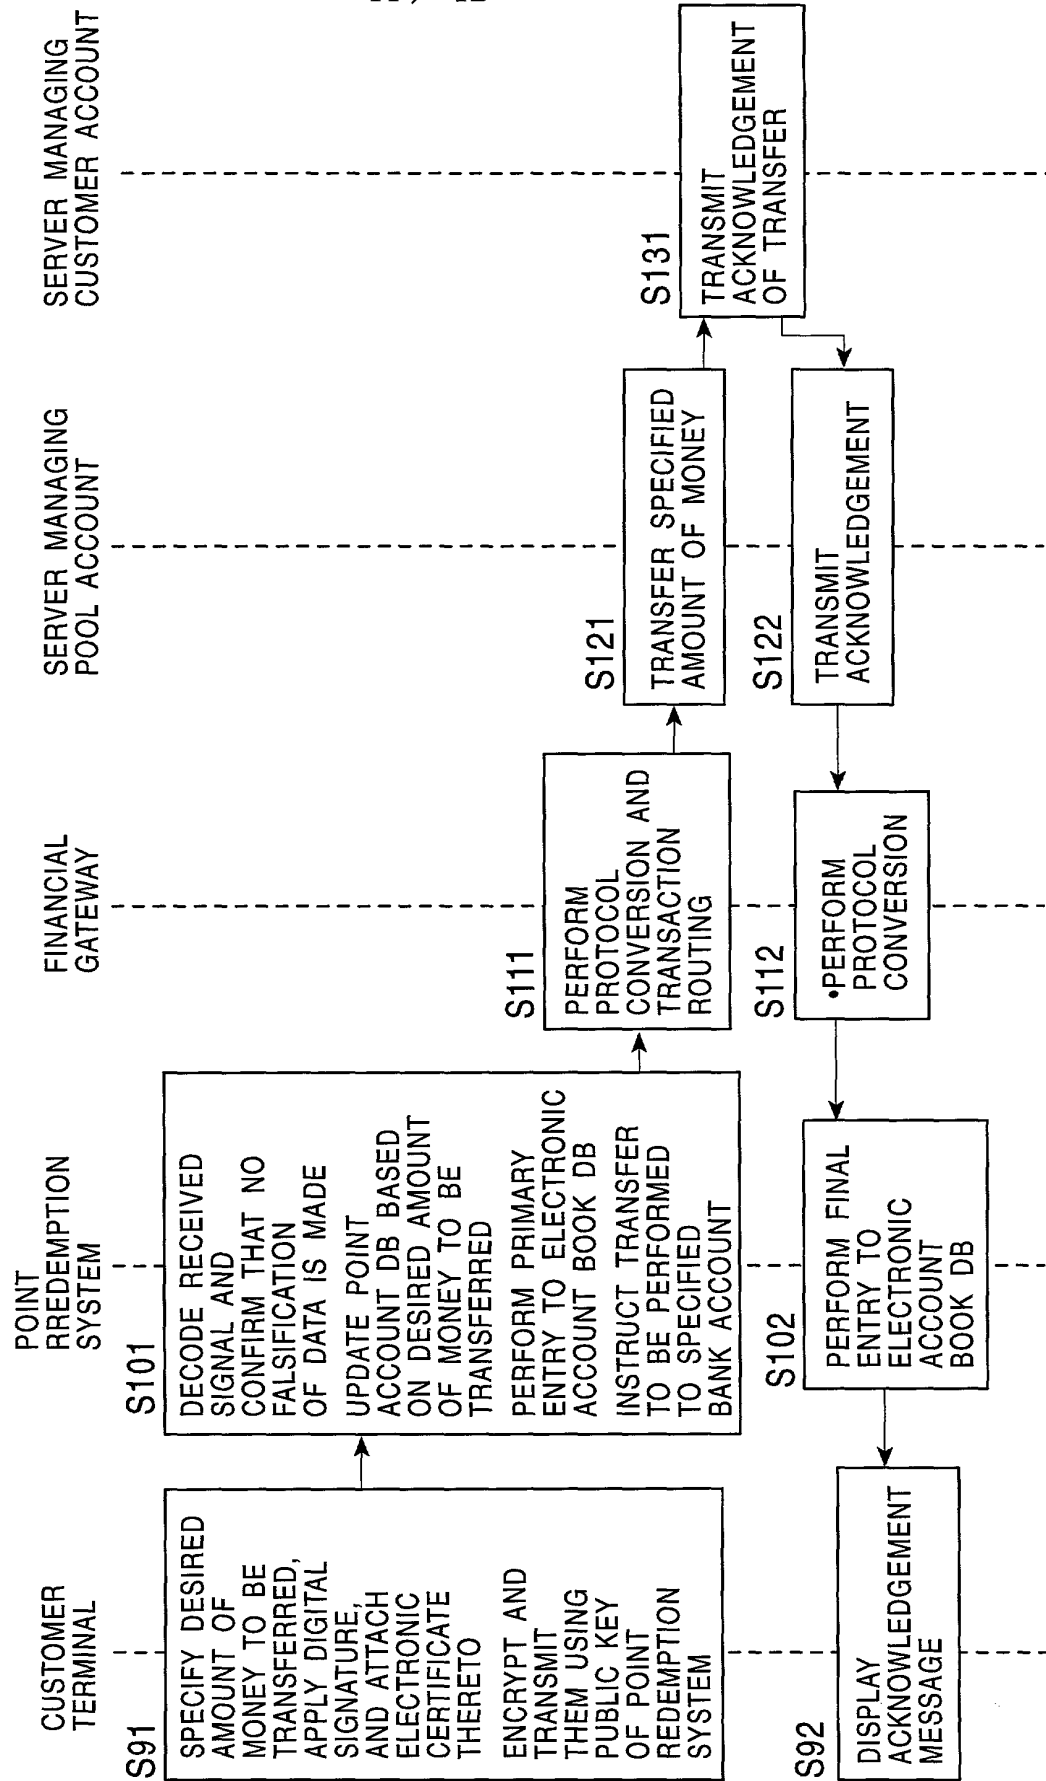 CUSTOMER
TERMINAL
POINT
RREDEMPTION
SYSTEM
FINANCIAL
GATEWAY
SERVER MANAGING
POOL ACCOUNT
SERVER MANAGING
CUSTOMER ACCOUNT
S91
SPECIFY DESIRED
AMOUNT OF
MONEY TO BE
TRANSFERRED,
APPLY DIGITAL
SIGNATURE,
AND ATTACH
ELECTRONIC
CERTIFICATE
THERETO
ENCRYPT AND
TRANSMIT
THEM USING
PUBLIC KEY
OF POINT
REDEMPTION
SYSTEM
S101
DECODE RECEIVED
SIGNAL AND
CONFIRM THAT NO
FALSIFICATION
OF DATA IS MADE
UPDATE POINT
ACCOUNT DB BASED
ON DESIRED AMOUNT
OF MONEY TO BE
TRANSFERRED
PERFORM PRIMARY
ENTRY TO ELECTRONIC
ACCOUNT BOOK DB
INSTRUCT TRANSFER
TO BE PERFORMED
TO SPECIFIED
BANK ACCOUNT
S111
PERFORM
PROTOCOL
CONVERSION AND
TRANSACTION
ROUTING
S121
TRANSFER SPECIFIED
AMOUNT OF MONEY
S131
TRANSMIT
ACKNOWLEDGEMENT
OF TRANSFER
S122
TRANSMIT
ACKNOWLEDGEMENT
S112
•PERFORM
PROTOCOL
CONVERSION
S102
PERFORM FINAL
ENTRY TO
ELECTRONIC
ACCOUNT
BOOK DB
S92
DISPLAY
ACKNOWLEDGEMENT
MESSAGE